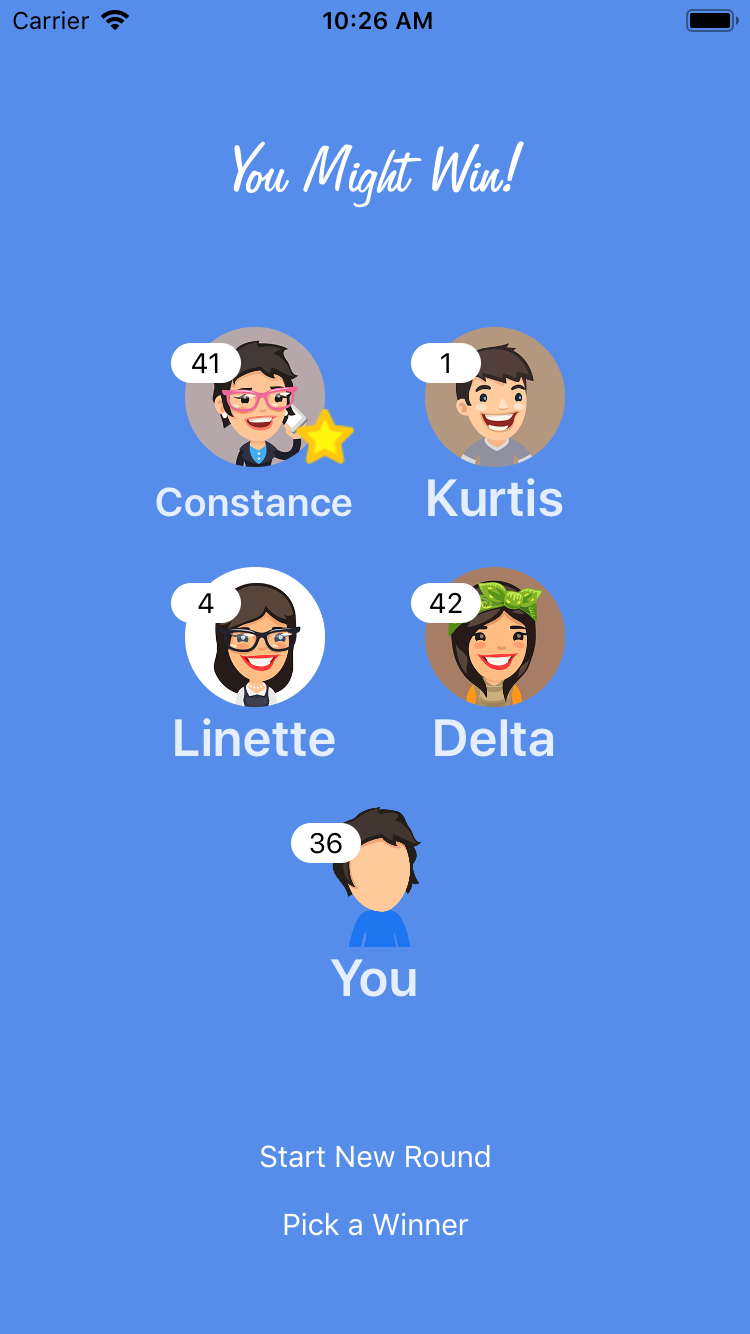 Carrier 10:26 AM
You Might Win!
41 1
Constance Kurtis
4 42
Linette Delta
36
You
Start New Round
Pick a Winner